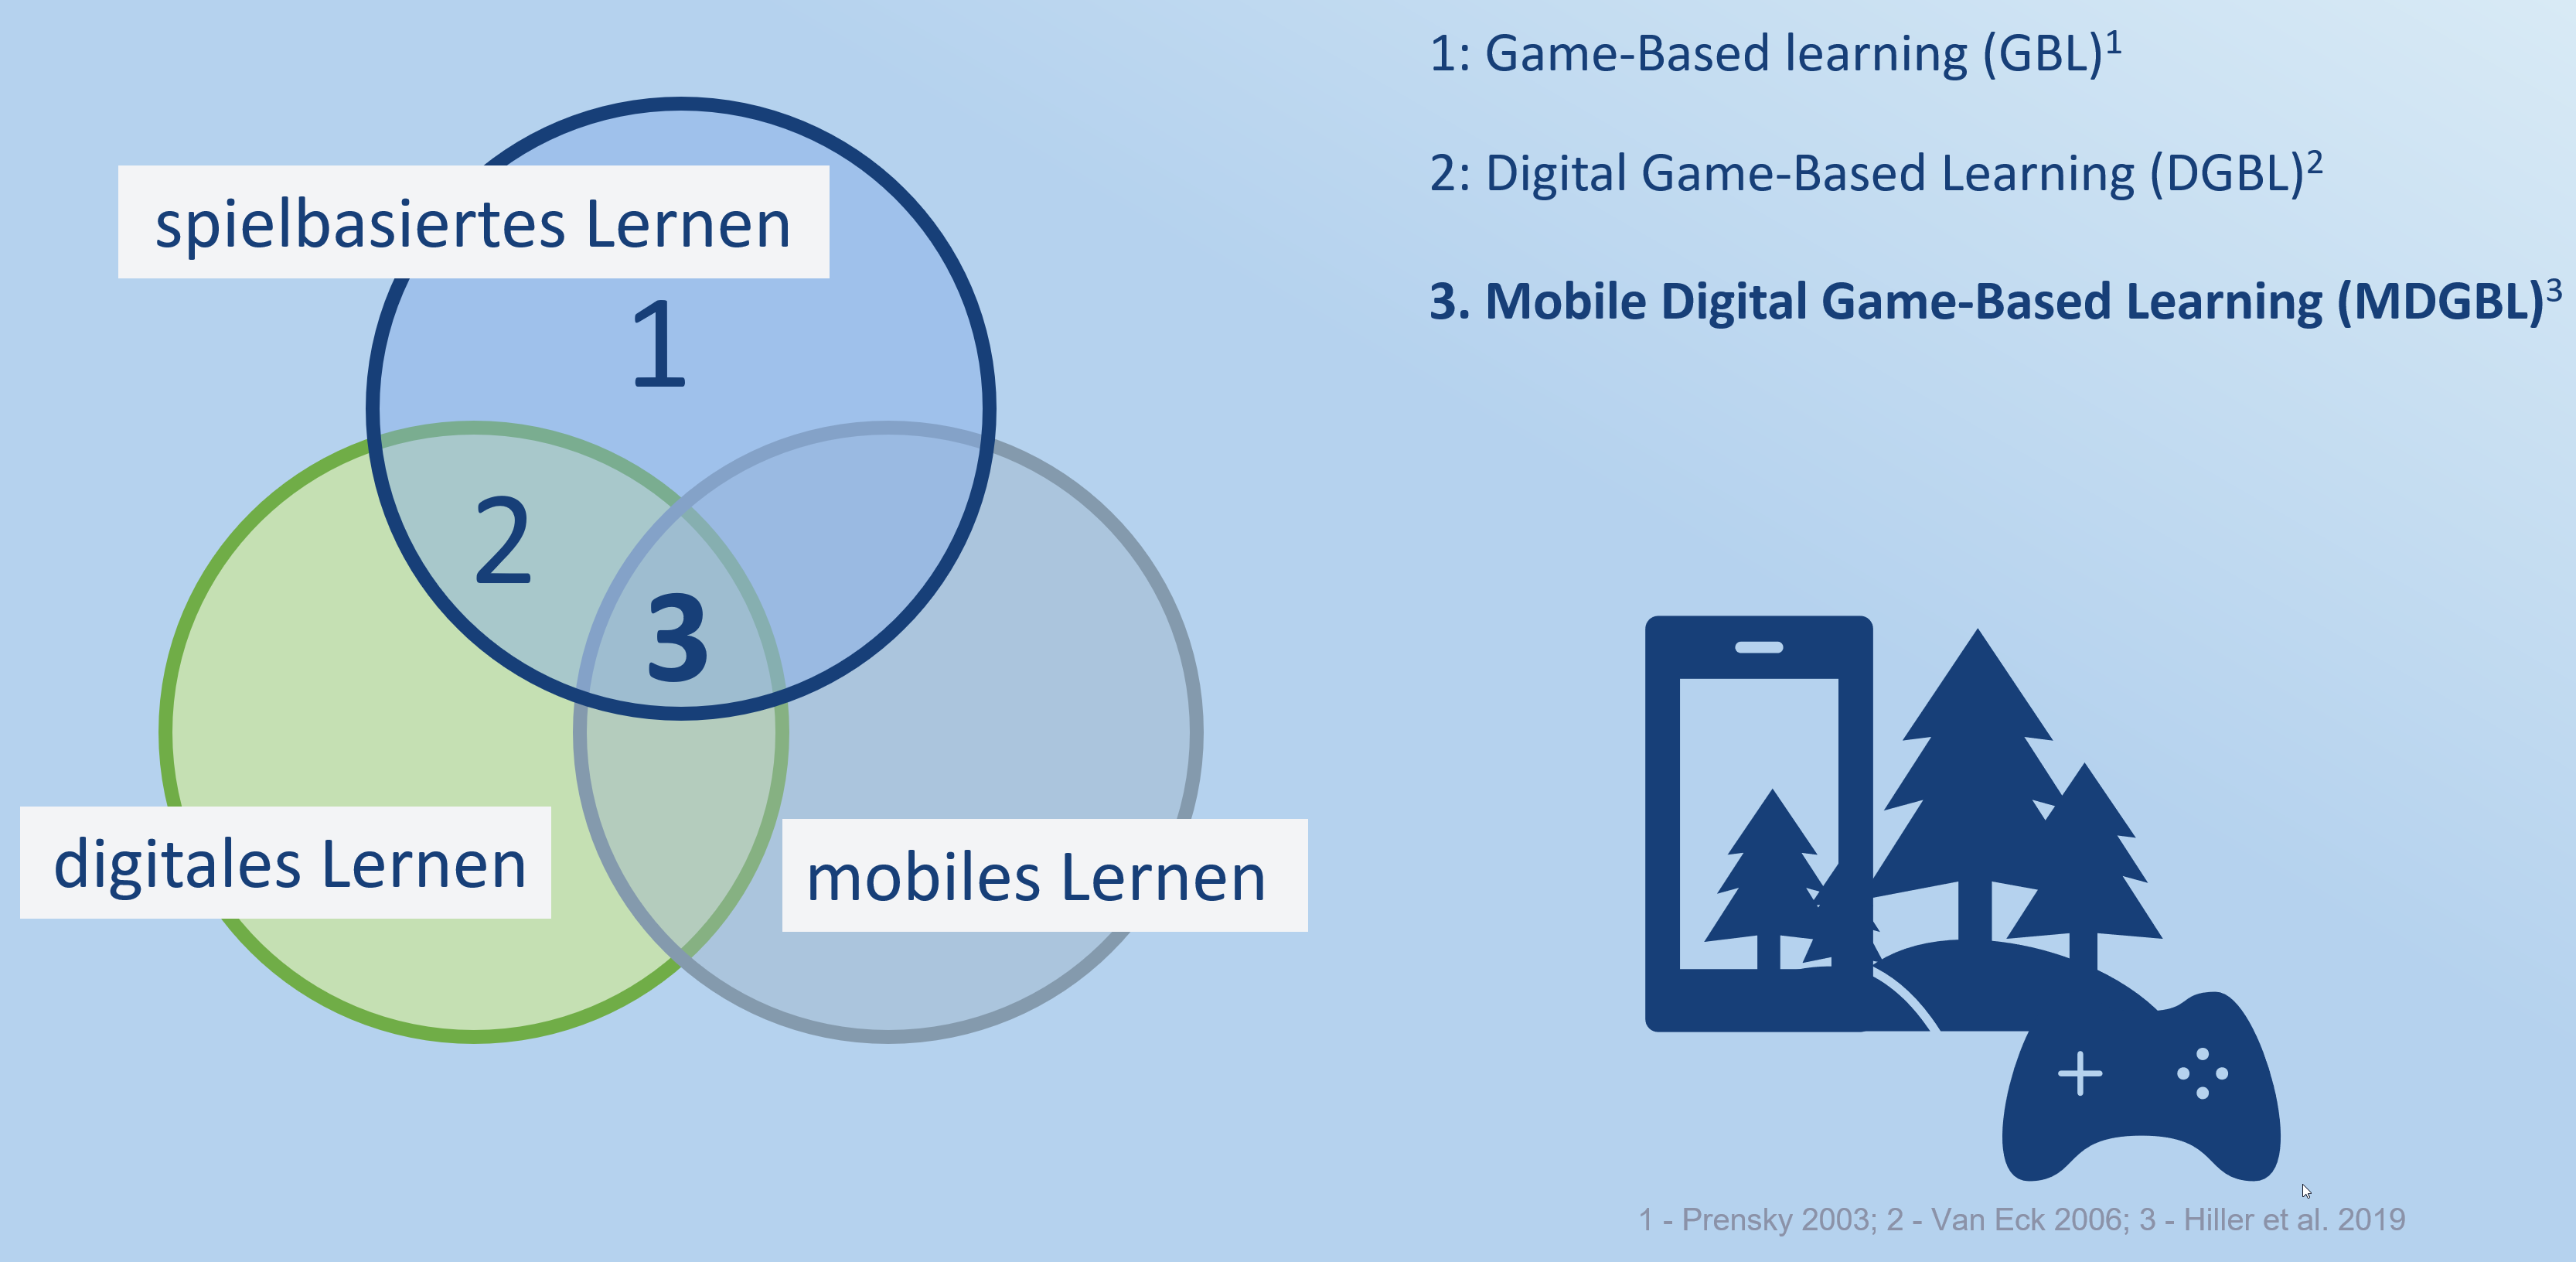 spielbasiertes Lernen
1
2
3
digitales Lernen
mobiles Lernen
1: Game-Based learning (GBL)¹
2: Digital Game-Based Learning (DGBL)²
3. Mobile Digital Game-Based Learning (MDGBL)³
1 - Prensky 2003; 2 - Van Eck 2006; 3 - Hiller et al. 2019